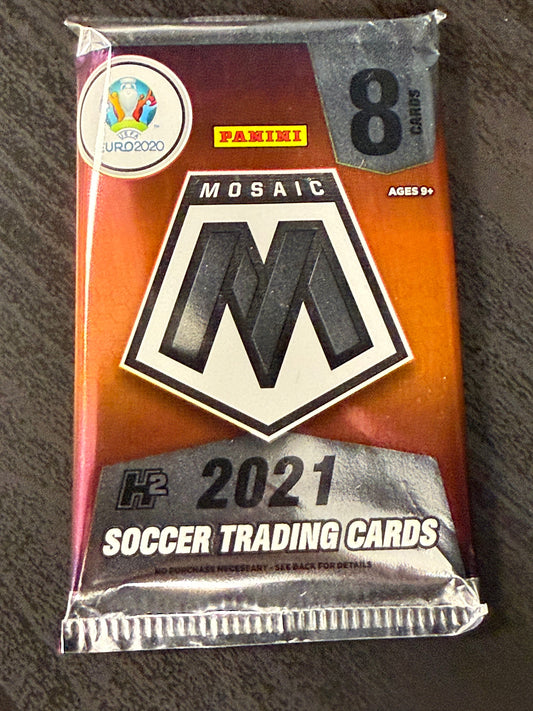 UEFA
EURO2020
™
PANINI
8
CARDS
AGES 9+
MOSAIC
M
H2
2021
SOCCER TRADING CARDS
NO PURCHASE NECESSARY - SEE BACK FOR DETAILS